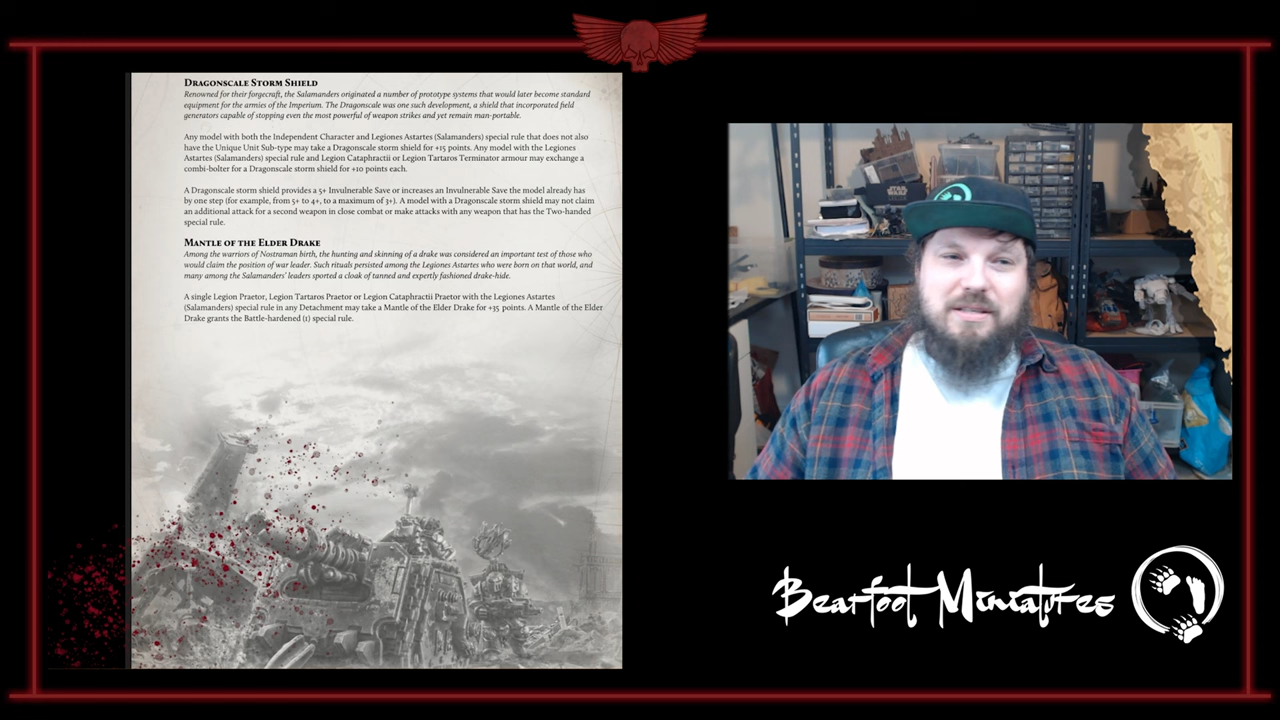 Dragonscale Storm Shield
Renowned for their forgecraft, the Salamanders originated a number of prototype systems that would later become standard
equipment for the armies of the Imperium. The Dragonscale was one such development, a shield that incorporated field
generators capable of stopping even the most powerful of weapon strikes and yet remain man-portable.
Any model with both the Independent Character and Legiones Astartes (Salamanders) special rule that does not also
have the Unique Unit Sub-type may take a Dragonscale storm shield for +15 points. Any model with the Legiones
Astartes (Salamanders) special rule and Legion Cataphractii or Legion Tartaros Terminator armour may exchange a
combi-bolter for a Dragonscale storm shield for +10 points each.
A Dragonscale storm shield provides a 5+ Invulnerable Save or increases an Invulnerable Save the model already has
by one step (for example, from 5+ to 4+, to a maximum of 3+). A model with a Dragonscale storm shield may not claim
an additional attack for a second weapon in close combat or make attacks with any weapon that has the Two-handed
special rule.
Mantle of the Elder Drake
Among the warriors of Nostraman birth, the hunting and skinning of a drake was considered an important test of those who
would claim the position of war leader. Such rituals persisted among the Legiones Astartes who were born on that world, and
many among the Salamanders' leaders sported a cloak of tanned and expertly fashioned drake-hide.
A single Legion Praetor, Legion Tartaros Praetor or Legion Cataphractii Praetor with the Legiones Astartes
(Salamanders) special rule in any Detachment may take a Mantle of the Elder Drake for +35 points. A Mantle of the Elder
Drake grants the Battle-hardened (1) special rule.
STAR WARS
Bearfoot Miniatures